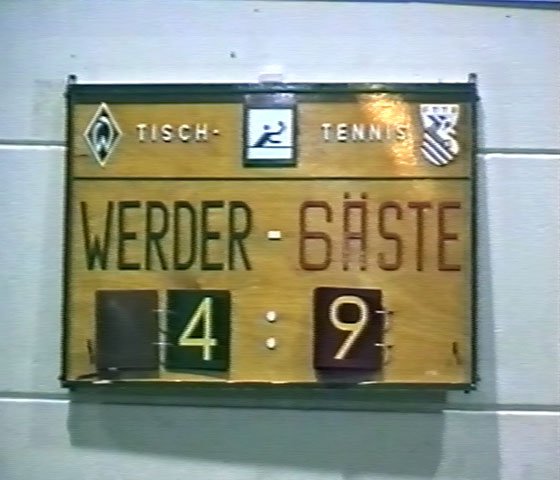 TISCH- TENNIS
WERDER - GÄSTE
4 : 9